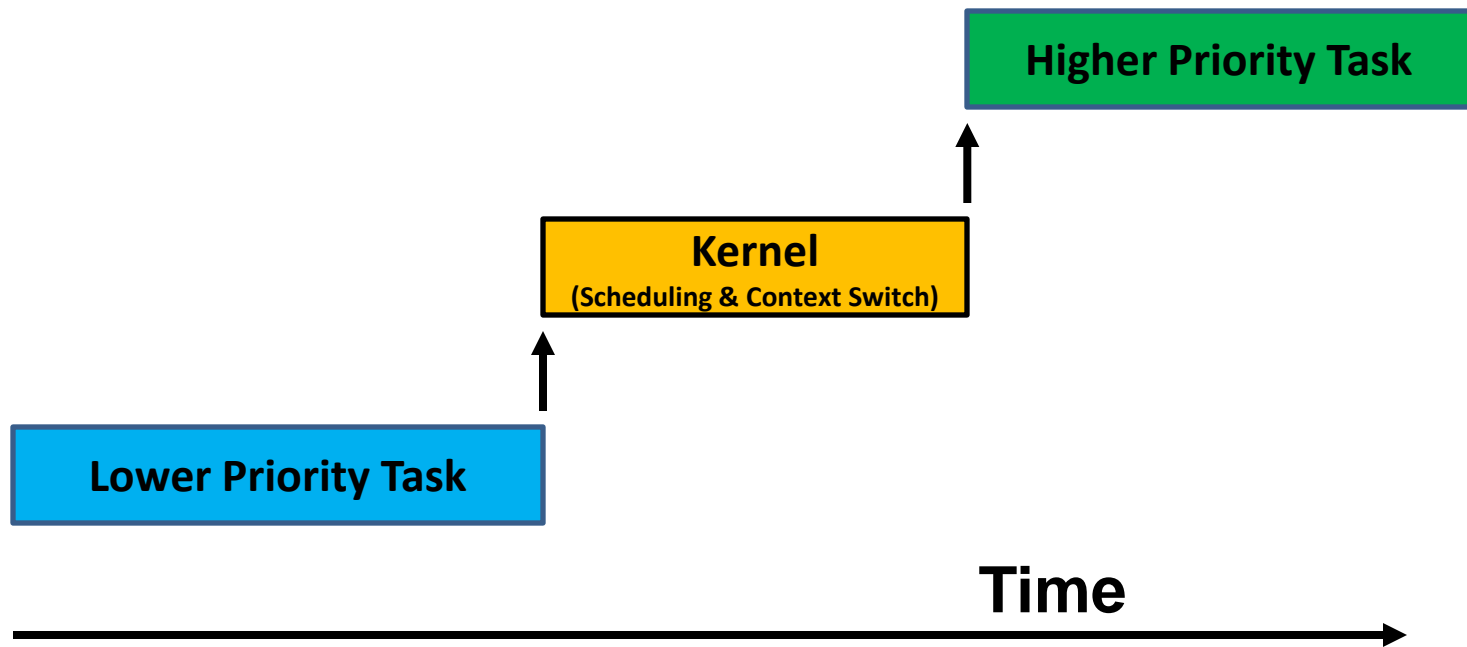 Higher Priority Task
Kernel
(Scheduling & Context Switch)
Lower Priority Task
Time